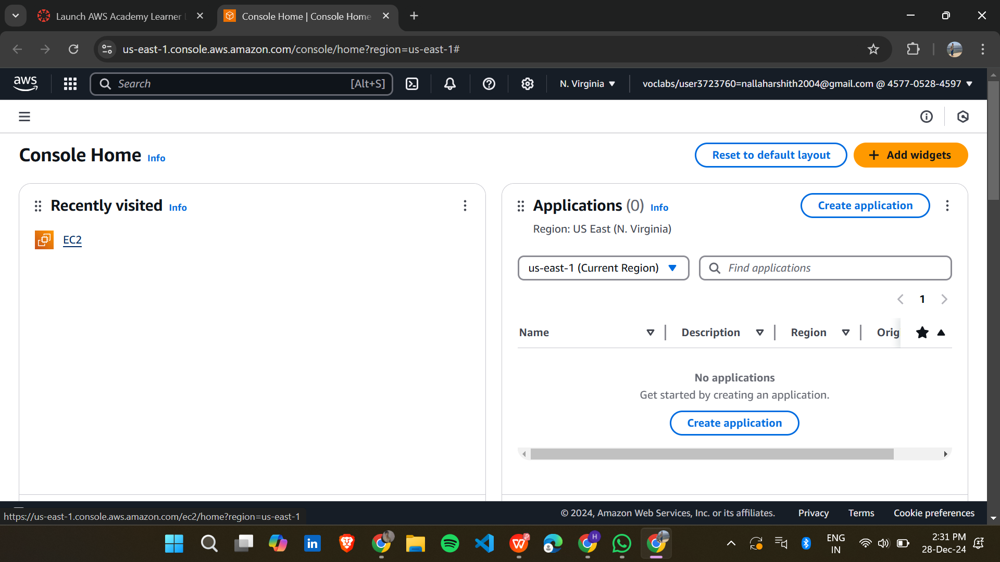 Launch AWS Academy Learner L
Console Home | Console Home
us-east-1.console.aws.amazon.com/console/home?region=us-east-1#
aws
Search [Alt+S]
N. Virginia
voclabs/user3723760=nallaharshith2004@gmail.com @ 4577-0528-4597
Console Home Info
Reset to default layout
+ Add widgets
Recently visited Info
EC2
Applications (0) Info
Create application
Region: US East (N. Virginia)
us-east-1 (Current Region)
Find applications
1
Name Description Region Orig
No applications
Get started by creating an application.
Create application
https://us-east-1.console.aws.amazon.com/ec2/home?region=us-east-1
© 2024, Amazon Web Services, Inc. or its affiliates. Privacy Terms Cookie preferences
H
ENG
IN
2:31 PM
28-Dec-24